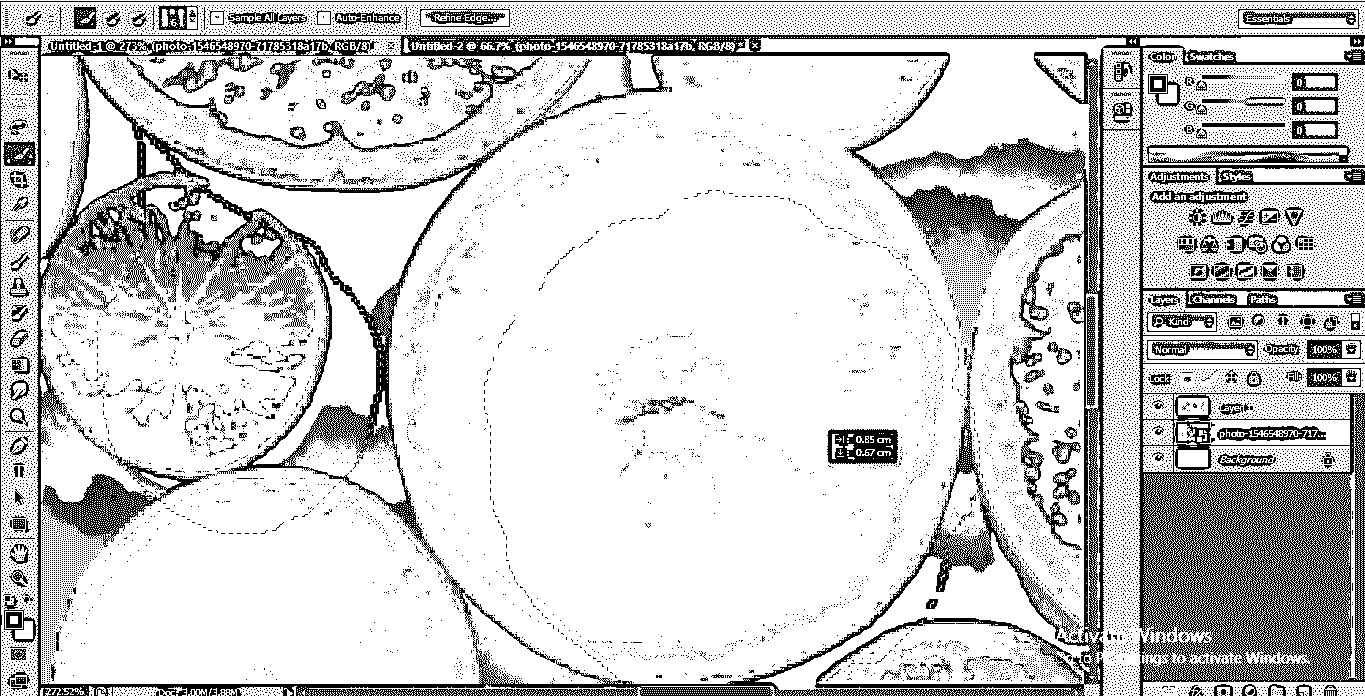 Sample All Layers Auto-Enhance Refine Edge... Essentials
Untitled-1 @ 273% (photo-1546548970-71785318a17b, RGB/8) Untitled-2 @ 66.7% (photo-1546548970-71785318a17b, RGB/8) *
Color Swatches
0
0
0
Adjustments Styles
Add an adjustment
Layers Channels Paths
Kind
Normal Opacity: 100%
Lock: Fill: 100%
Layer 1
photo-1546548970-717...
Background
0.85 cm
0.67 cm
Activate Windows
Go to Settings to activate Windows.
272.52% Doc: 3.00M/3.88M